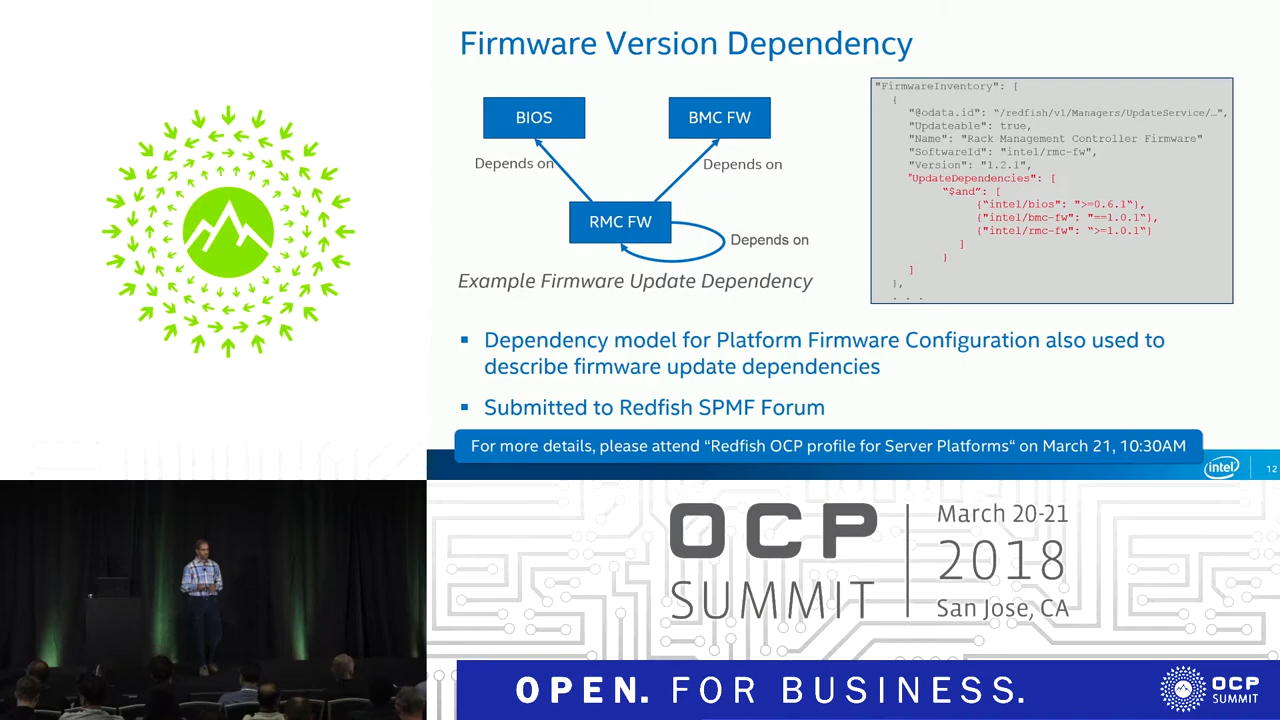 Firmware Version Dependency
BIOS
BMC FW
Depends on
Depends on
RMC FW
Depends on
Example Firmware Update Dependency
"FirmwareInventory": [
{
"@odata.id": "/redfish/v1/Managers/UpdateService/…",
"Updateable": true,
"Name": "Rack Management Controller Firmware"
"SoftwareId": "intel/rmc-fw",
"Version": "1.2.1",
"UpdateDependencies": [
"$and": [
{"intel/bios": ">=0.6.1"},
{"intel/bmc-fw": "==1.0.1"},
{"intel/rmc-fw": ">=1.0.1"}
]
}
]
},
. . .
▪ Dependency model for Platform Firmware Configuration also used to
describe firmware update dependencies
▪ Submitted to Redfish SPMF Forum
For more details, please attend "Redfish OCP profile for Server Platforms" on March 21, 10:30AM
intel
12
OCP
SUMMIT
March 20-21
2018
San Jose, CA
OPEN. FOR BUSINESS.
OCP
SUMMIT